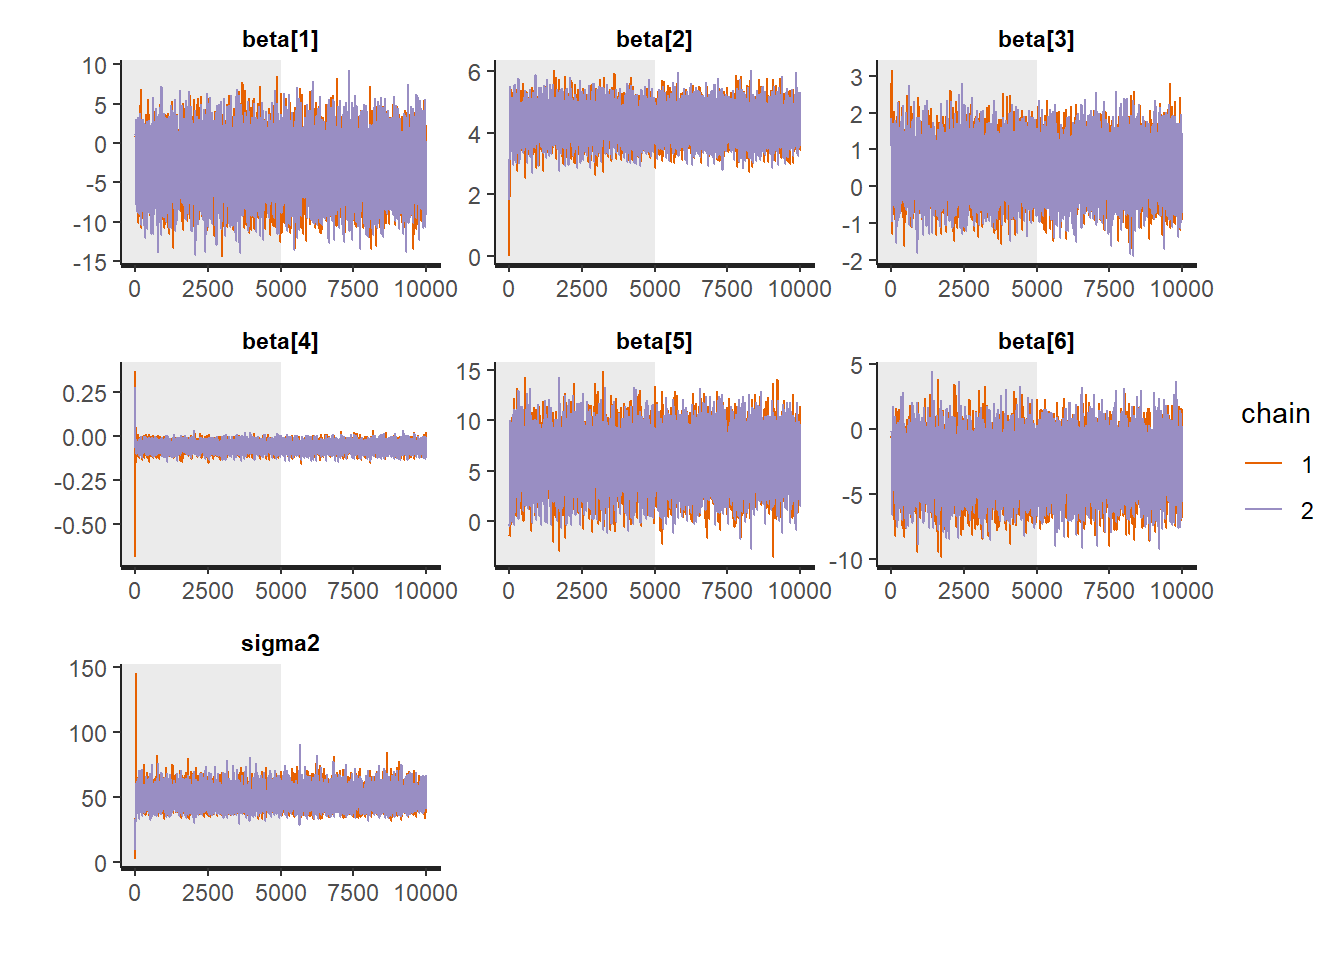 beta[1] beta[2] beta[3]
10 5 0 -5 -10 -15
6 4 2 0
3 2 1 0 -1 -2
0 2500 5000 7500 10000 0 2500 5000 7500 10000 0 2500 5000 7500 10000
beta[4] beta[5] beta[6]
0.25 0.00 -0.25 -0.50
15 10 5 0
5 0 -5 -10
0 2500 5000 7500 10000 0 2500 5000 7500 10000 0 2500 5000 7500 10000
chain
1
2
sigma2
150 100 50 0
0 2500 5000 7500 10000